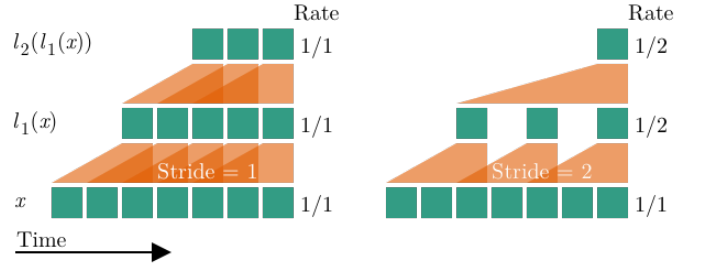 Rate Rate
l₂(l₁(x)) 1/1 1/2
l₁(x) 1/1 1/2
Stride = 1 Stride = 2
x 1/1 1/1
Time